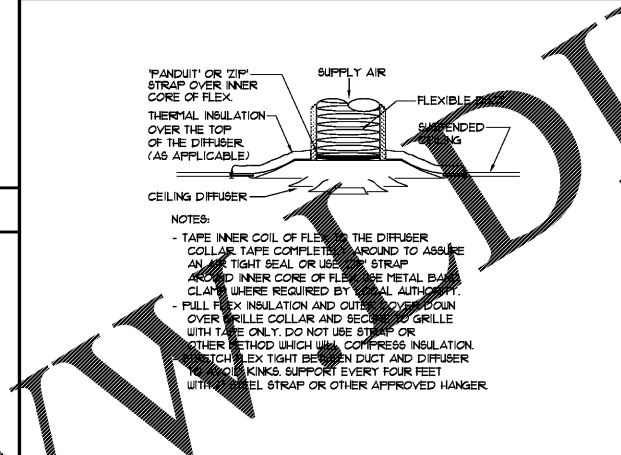 'PANDUIT' OR 'ZIP'
STRAP OVER INNER
CORE OF FLEX.
SUPPLY AIR
FLEXIBLE DUCT
THERMAL INSULATION
OVER THE TOP
OF THE DIFFUSER
(AS APPLICABLE)
SUSPENDED
CEILING
CEILING DIFFUSER
NOTES:
- TAPE INNER COIL OF FLEX TO THE DIFFUSER
COLLAR. TAPE COMPLETELY AROUND TO ASSURE
AN AIR TIGHT SEAL OR USE 'ZIP' STRAP
AROUND INNER CORE OF FLEX. USE METAL BAND
CLAMP WHERE REQUIRED BY LOCAL AUTHORITY.
- PULL FLEX INSULATION AND OUTER COVER DOWN
OVER GRILLE COLLAR AND SECURE TO GRILLE
WITH TAPE ONLY. DO NOT USE STRAP OR
OTHER METHOD WHICH WILL COMPRESS INSULATION.
- STRETCH FLEX TIGHT BETWEEN DUCT AND DIFFUSER
TO AVOID KINKS. SUPPORT EVERY FOUR FEET
WITH STEEL STRAP OR OTHER APPROVED HANGER.